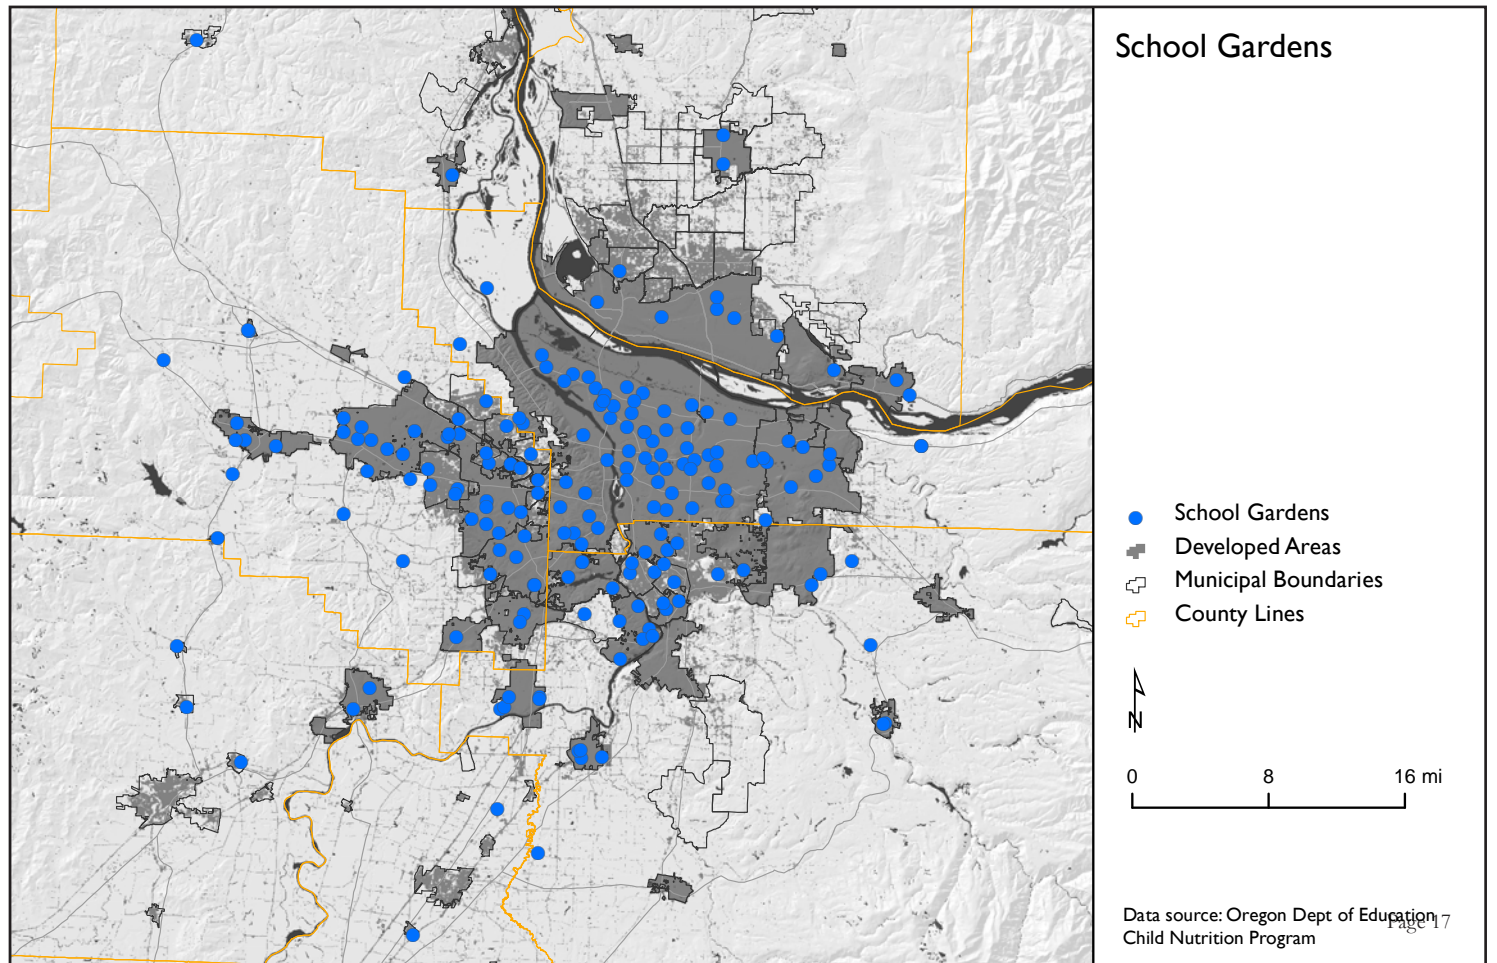 School Gardens
School Gardens
Developed Areas
Municipal Boundaries
County Lines
N
0 8 16 mi
Data source: Oregon Dept of Education
Child Nutrition Program
Page 17